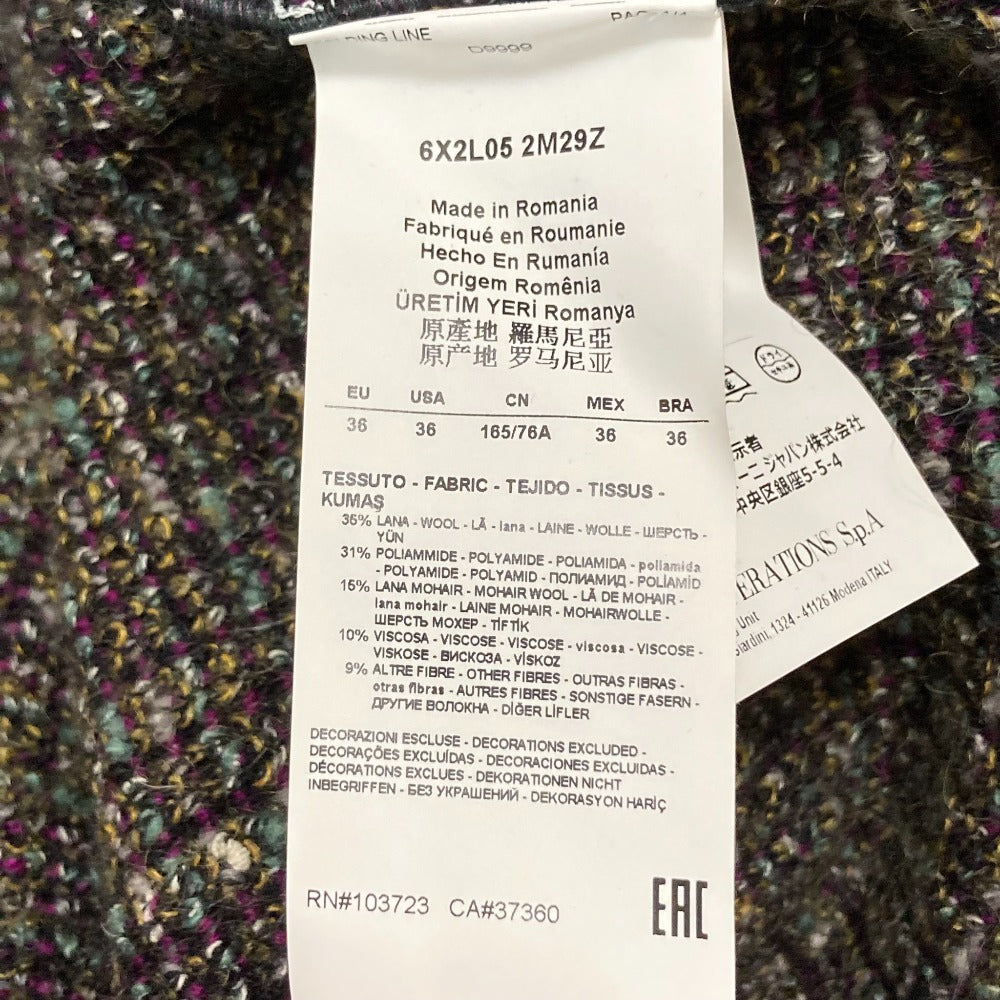 DING LINE
D9999
6X2L05 2M29Z
Made in Romania
Fabriqué en Roumanie
Hecho En Rumanía
Origem Romênia
ÜRETİM YERİ Romanya
原產地 羅馬尼亞
原产地 罗马尼亚
EU USA CN MEX BRA
36 36 165/76A 36 36
TESSUTO - FABRIC - TEJIDO - TISSUS -
KUMAŞ
35% LANA - WOOL - LÃ - lana - LAINE - WOLLE - ШЕРСТЬ -
YÜN
31% POLIAMMIDE - POLYAMIDE - POLIAMIDA - poliamida
- POLYAMIDE - POLYAMID - ПОЛИАМИД - POLİAMİD
15% LANA MOHAIR - MOHAIR WOOL - LÃ DE MOHAIR -
lana mohair - LAINE MOHAIR - MOHAIRWOLLE -
ШЕРСТЬ МОХЕР - TİFTİK
10% VISCOSA - VISCOSE - VISCOSE - viscosa - VISCOSE -
VISKOSE - ВИСКОЗА - VİSKOZ
9% ALTRE FIBRE - OTHER FIBRES - OUTRAS FIBRAS -
otras fibras - AUTRES FIBRES - SONSTIGE FASERN -
ДРУГИЕ ВОЛОКНА - DİĞER LİFLER
DECORAZIONI ESCLUSE - DECORATIONS EXCLUDED -
DECORAÇÕES EXCLUÍDAS - DECORACIONES EXCLUIDAS -
DÉCORATIONS EXCLUES - DEKORATIONEN NICHT
INBEGRIFFEN - БЕЗ УКРАШЕНИЙ - DEKORASYON HARİÇ
RN#103723 CA#37360
EAC
ドライ
示者
ーニ ジャパン株式会社
中央区銀座5-5-4
ERATIONS S.p.A
Unit
Giardini, 1324 - 41126 Modena ITALY